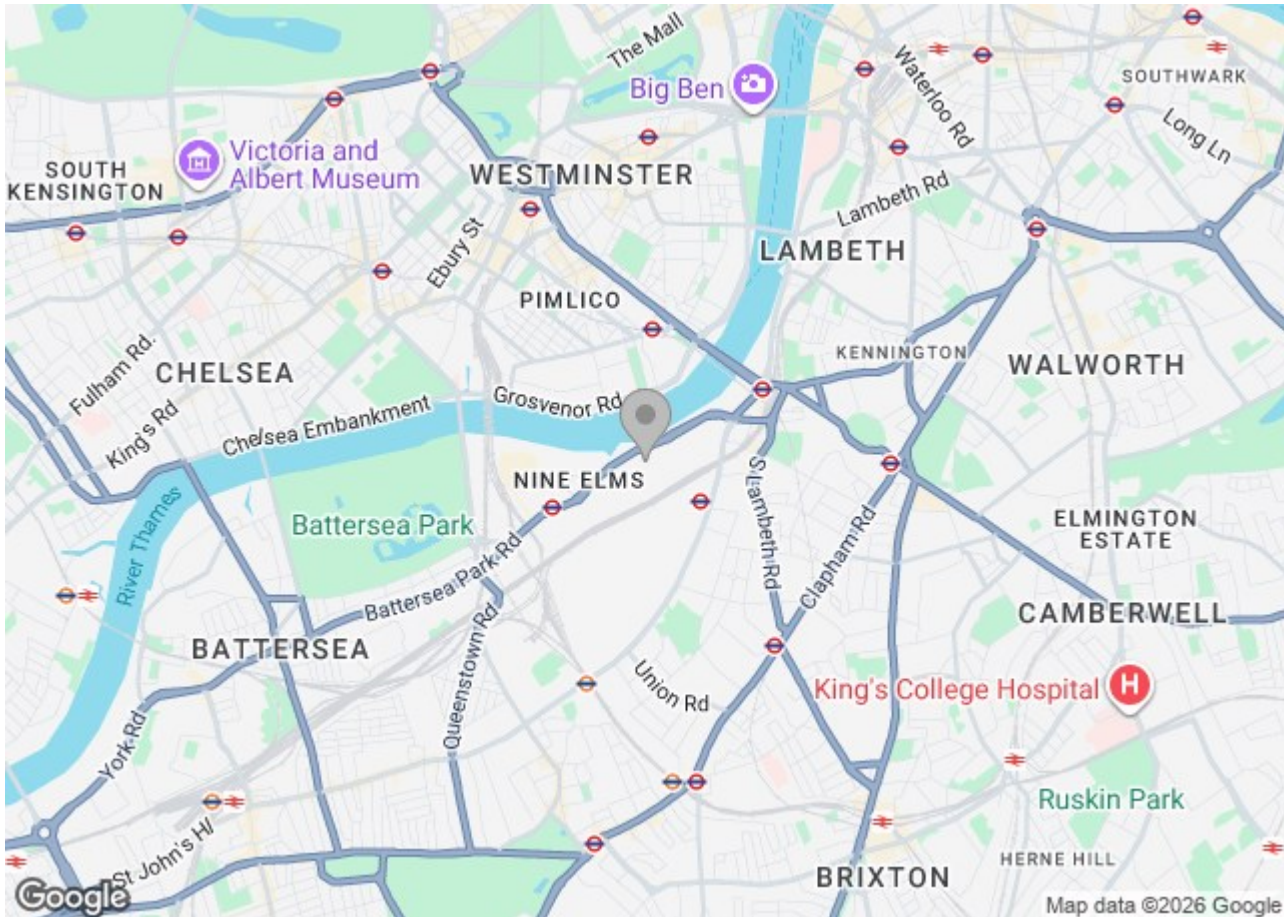 The Mall
Big Ben
Waterloo Rd
SOUTHWARK
Long Ln
SOUTH
KENSINGTON
Victoria and
Albert Museum
WESTMINSTER
Lambeth Rd
Ebury St
LAMBETH
PIMLICO
Fulham Rd.
CHELSEA
KENNINGTON
WALWORTH
King's Rd
Chelsea Embankment
Grosvenor Rd
NINE ELMS
S Lambeth Rd
Clapham Rd
River Thames
Battersea Park
ELMINGTON
ESTATE
Battersea Park Rd
CAMBERWELL
BATTERSEA
Queenstown Rd
Union Rd
King's College Hospital
H
York Rd
Ruskin Park
St John's Hl
HERNE HILL
BRIXTON
Google
Map data ©2026 Google